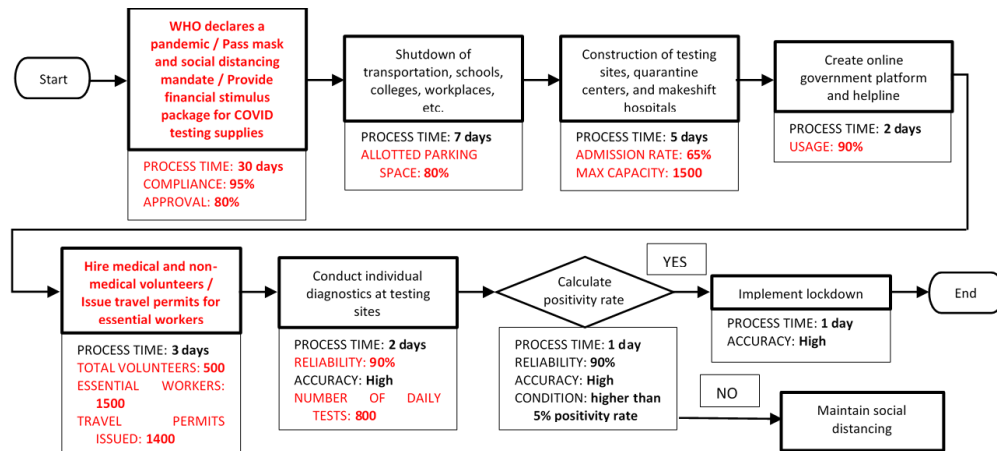 Start
WHO declares a
pandemic / Pass mask
and social distancing
mandate / Provide
financial stimulus
package for COVID
testing supplies
PROCESS TIME: 30 days
COMPLIANCE: 95%
APPROVAL: 80%
Shutdown of
transportation, schools,
colleges, workplaces,
etc.
PROCESS TIME: 7 days
ALLOTTED PARKING
SPACE: 80%
Construction of testing
sites, quarantine
centers, and makeshift
hospitals
PROCESS TIME: 5 days
ADMISSION RATE: 65%
MAX CAPACITY: 1500
Create online
government platform
and helpline
PROCESS TIME: 2 days
USAGE: 90%
Hire medical and non-
medical volunteers /
Issue travel permits for
essential workers
PROCESS TIME: 3 days
TOTAL VOLUNTEERS: 500
ESSENTIAL WORKERS:
1500
TRAVEL PERMITS
ISSUED: 1400
Conduct individual
diagnostics at testing
sites
PROCESS TIME: 2 days
RELIABILITY: 90%
ACCURACY: High
NUMBER OF DAILY
TESTS: 800
Calculate
positivity rate
PROCESS TIME: 1 day
RELIABILITY: 90%
ACCURACY: High
CONDITION: higher than
5% positivity rate
YES
Implement lockdown
PROCESS TIME: 1 day
ACCURACY: High
End
NO
Maintain social
distancing